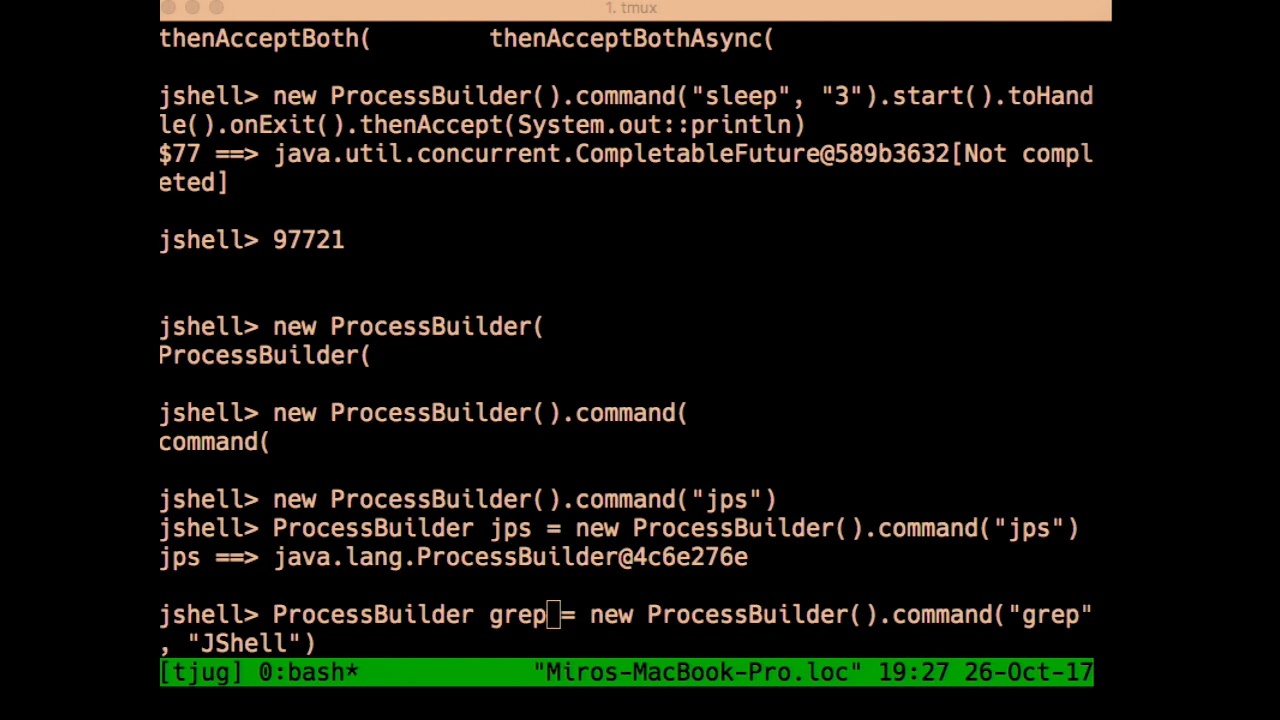 1. tmux
thenAcceptBoth(        thenAcceptBothAsync(
jshell> new ProcessBuilder().command("sleep", "3").start().toHand
le().onExit().thenAccept(System.out::println)
$77 ==> java.util.concurrent.CompletableFuture@589b3632[Not compl
eted]
jshell> 97721
jshell> new ProcessBuilder(
ProcessBuilder(
jshell> new ProcessBuilder().command(
command(
jshell> new ProcessBuilder().command("jps")
jshell> ProcessBuilder jps = new ProcessBuilder().command("jps")
jps ==> java.lang.ProcessBuilder@4c6e276e
jshell> ProcessBuilder grep = new ProcessBuilder().command("grep"
, "JShell")
[tjug] 0:bash*            "Miros-MacBook-Pro.loc" 19:27 26-Oct-17